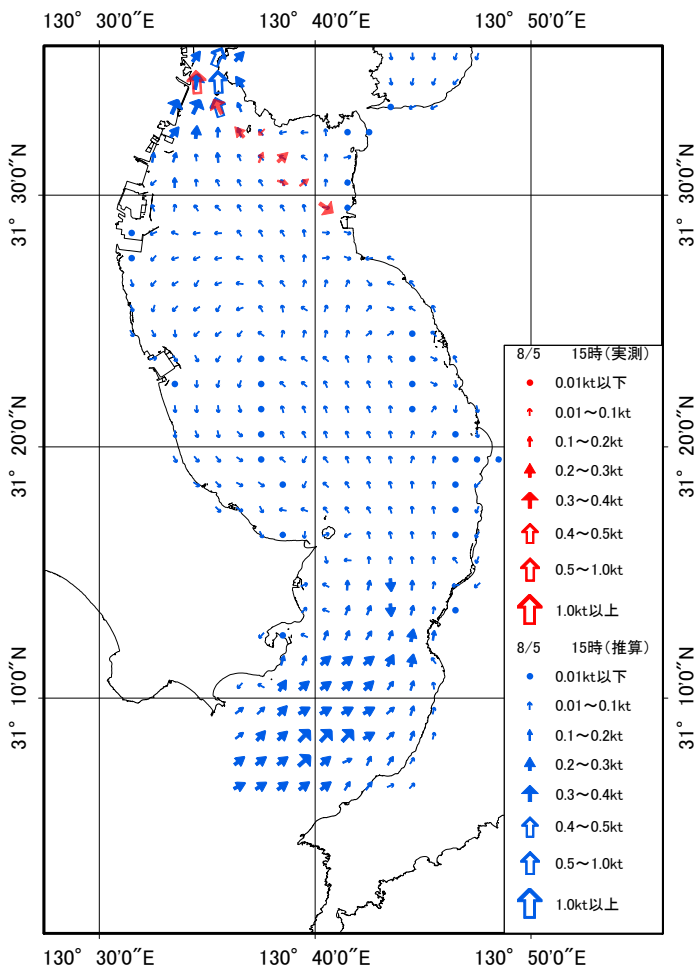 130° 30'0"E 130° 40'0"E 130° 50'0"E
31° 30'0"N
31° 20'0"N
31° 10'0"N
31° 30'0"N
31° 20'0"N
31° 10'0"N
8/5 15時(実測)
0.01kt以下
0.01~0.1kt
0.1~0.2kt
0.2~0.3kt
0.3~0.4kt
0.4~0.5kt
0.5~1.0kt
1.0kt以上
8/5 15時(推算)
0.01kt以下
0.01~0.1kt
0.1~0.2kt
0.2~0.3kt
0.3~0.4kt
0.4~0.5kt
0.5~1.0kt
1.0kt以上
130° 30'0"E 130° 40'0"E 130° 50'0"E